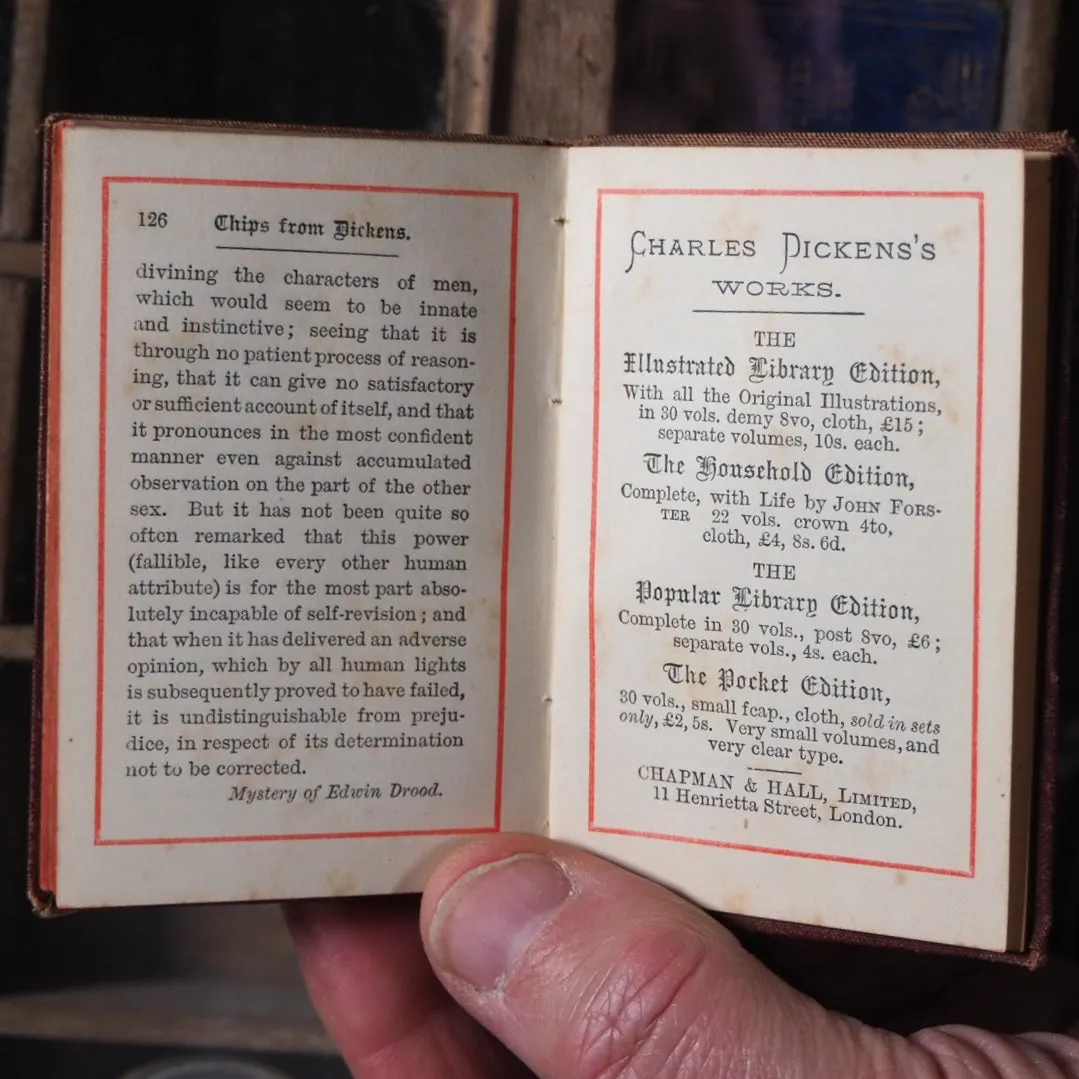 126 Chips from Dickens.
divining the characters of men,
which would seem to be innate
and instinctive; seeing that it is
through no patient process of reason-
ing, that it can give no satisfactory
or sufficient account of itself, and that
it pronounces in the most confident
manner even against accumulated
observation on the part of the other
sex. But it has not been quite so
often remarked that this power
(fallible, like every other human
attribute) is for the most part abso-
lutely incapable of self-revision; and
that when it has delivered an adverse
opinion, which by all human lights
is subsequently proved to have failed,
it is undistinguishable from preju-
dice, in respect of its determination
not to be corrected.
Mystery of Edwin Drood.
CHARLES DICKENS'S
WORKS.
THE
Illustrated Library Edition,
With all the Original Illustrations,
in 30 vols. demy 8vo, cloth, £15;
separate volumes, 10s. each.
The Household Edition,
Complete, with Life by JOHN FORS-
TER 22 vols. crown 4to,
cloth, £4, 8s. 6d.
THE
Popular Library Edition,
Complete in 30 vols., post 8vo, £6;
separate vols., 4s. each.
The Pocket Edition,
30 vols., small fcap., cloth, sold in sets
only, £2, 5s. Very small volumes, and
very clear type.
CHAPMAN & HALL, LIMITED,
11 Henrietta Street, London.